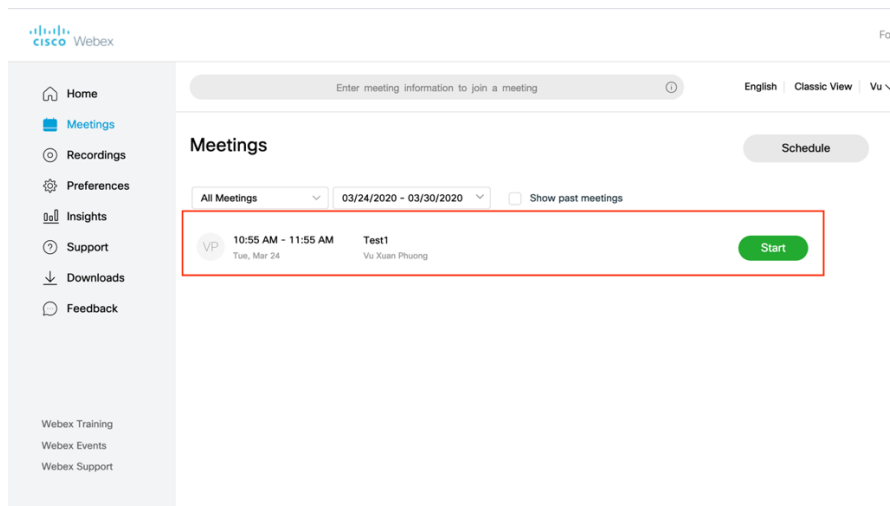 CISCO Webex
Fo
Enter meeting information to join a meeting
English Classic View Vu
Home
Meetings
Recordings
Preferences
Insights
Support
Downloads
Feedback
Webex Training
Webex Events
Webex Support
Meetings
Schedule
All Meetings
03/24/2020 - 03/30/2020
Show past meetings
VP
10:55 AM - 11:55 AM
Test1
Tue, Mar 24
Vu Xuan Phuong
Start